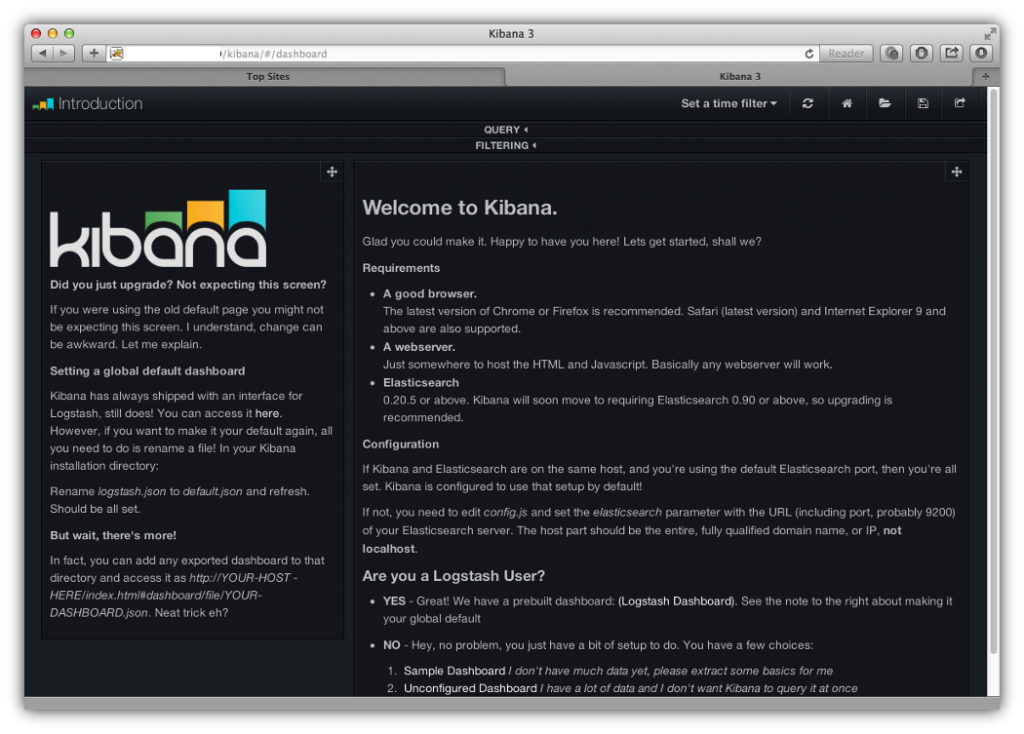 Kibana 3
/kibana/#/dashboard
Reader
Top Sites
Kibana 3
Introduction
Set a time filter
QUERY
FILTERING
kibana
Did you just upgrade? Not expecting this screen?
If you were using the old default page you might not
be expecting this screen. I understand, change can
be awkward. Let me explain.
Setting a global default dashboard
Kibana has always shipped with an interface for
Logstash, still does! You can access it here.
However, if you want to make it your default again, all
you need to do is rename a file! In your Kibana
installation directory:
Rename logstash.json to default.json and refresh.
Should be all set.
But wait, there's more!
In fact, you can add any exported dashboard to that
directory and access it as http://YOUR-HOST -
HERE/index.html#dashboard/file/YOUR-
DASHBOARD.json. Neat trick eh?
Welcome to Kibana.
Glad you could make it. Happy to have you here! Lets get started, shall we?
Requirements
• A good browser.
The latest version of Chrome or Firefox is recommended. Safari (latest version) and Internet Explorer 9 and
above are also supported.
• A webserver.
Just somewhere to host the HTML and Javascript. Basically any webserver will work.
• Elasticsearch
0.20.5 or above. Kibana will soon move to requiring Elasticsearch 0.90 or above, so upgrading is
recommended.
Configuration
If Kibana and Elasticsearch are on the same host, and you're using the default Elasticsearch port, then you're all
set. Kibana is configured to use that setup by default!
If not, you need to edit config.js and set the elasticsearch parameter with the URL (including port, probably 9200)
of your Elasticsearch server. The host part should be the entire, fully qualified domain name, or IP, not
localhost.
Are you a Logstash User?
• YES - Great! We have a prebuilt dashboard: (Logstash Dashboard). See the note to the right about making it
your global default
• NO - Hey, no problem, you just have a bit of setup to do. You have a few choices:
1. Sample Dashboard I don't have much data yet, please extract some basics for me
2. Unconfigured Dashboard I have a lot of data and I don't want Kibana to query it at once